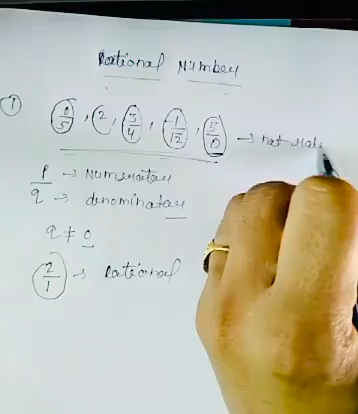 Rational Number
① 0/5, 2, 3/4, 1/12, 5/0 → not
p/q → Numerator
→ denominator
q ≠ 0
2/1 → Rational